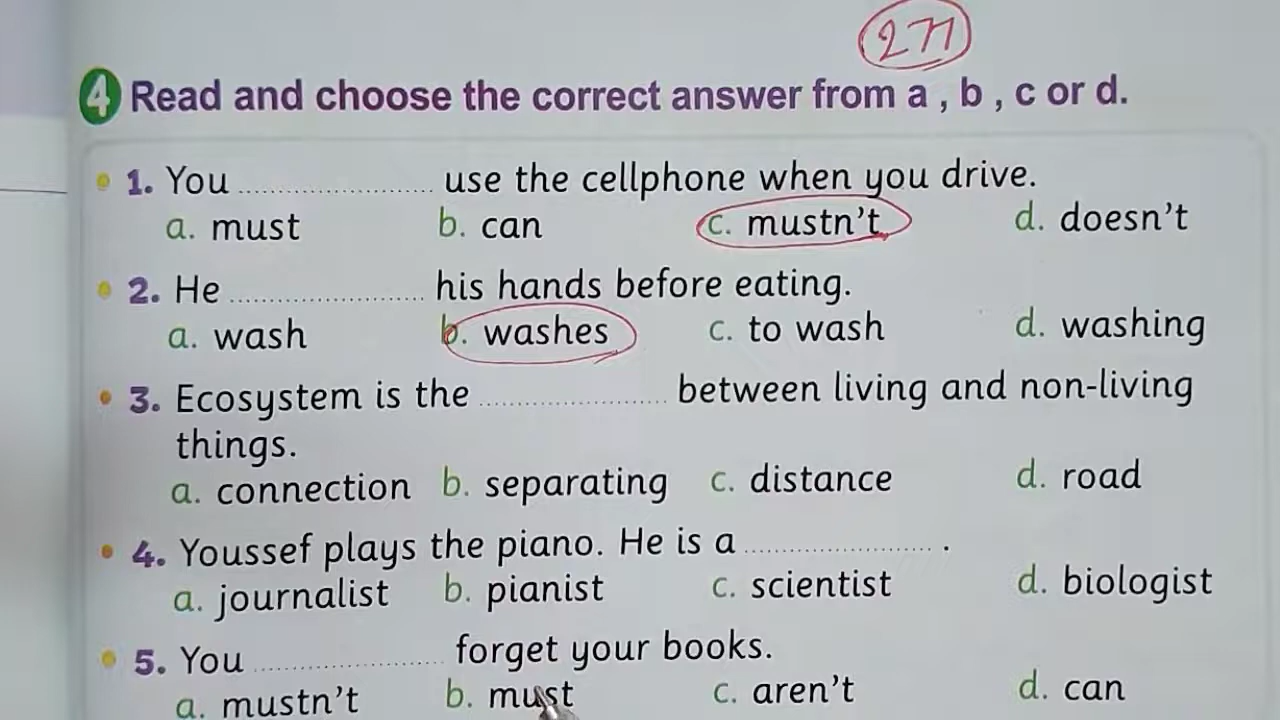 271
4 Read and choose the correct answer from a , b , c or d.
1. You ........................ use the cellphone when you drive.
a. must b. can c. mustn't d. doesn't
2. He ........................ his hands before eating.
a. wash b. washes c. to wash d. washing
3. Ecosystem is the ........................ between living and non-living
things.
a. connection b. separating c. distance d. road
4. Youssef plays the piano. He is a ........................ .
a. journalist b. pianist c. scientist d. biologist
5. You ........................ forget your books.
a. mustn't b. must c. aren't d. can